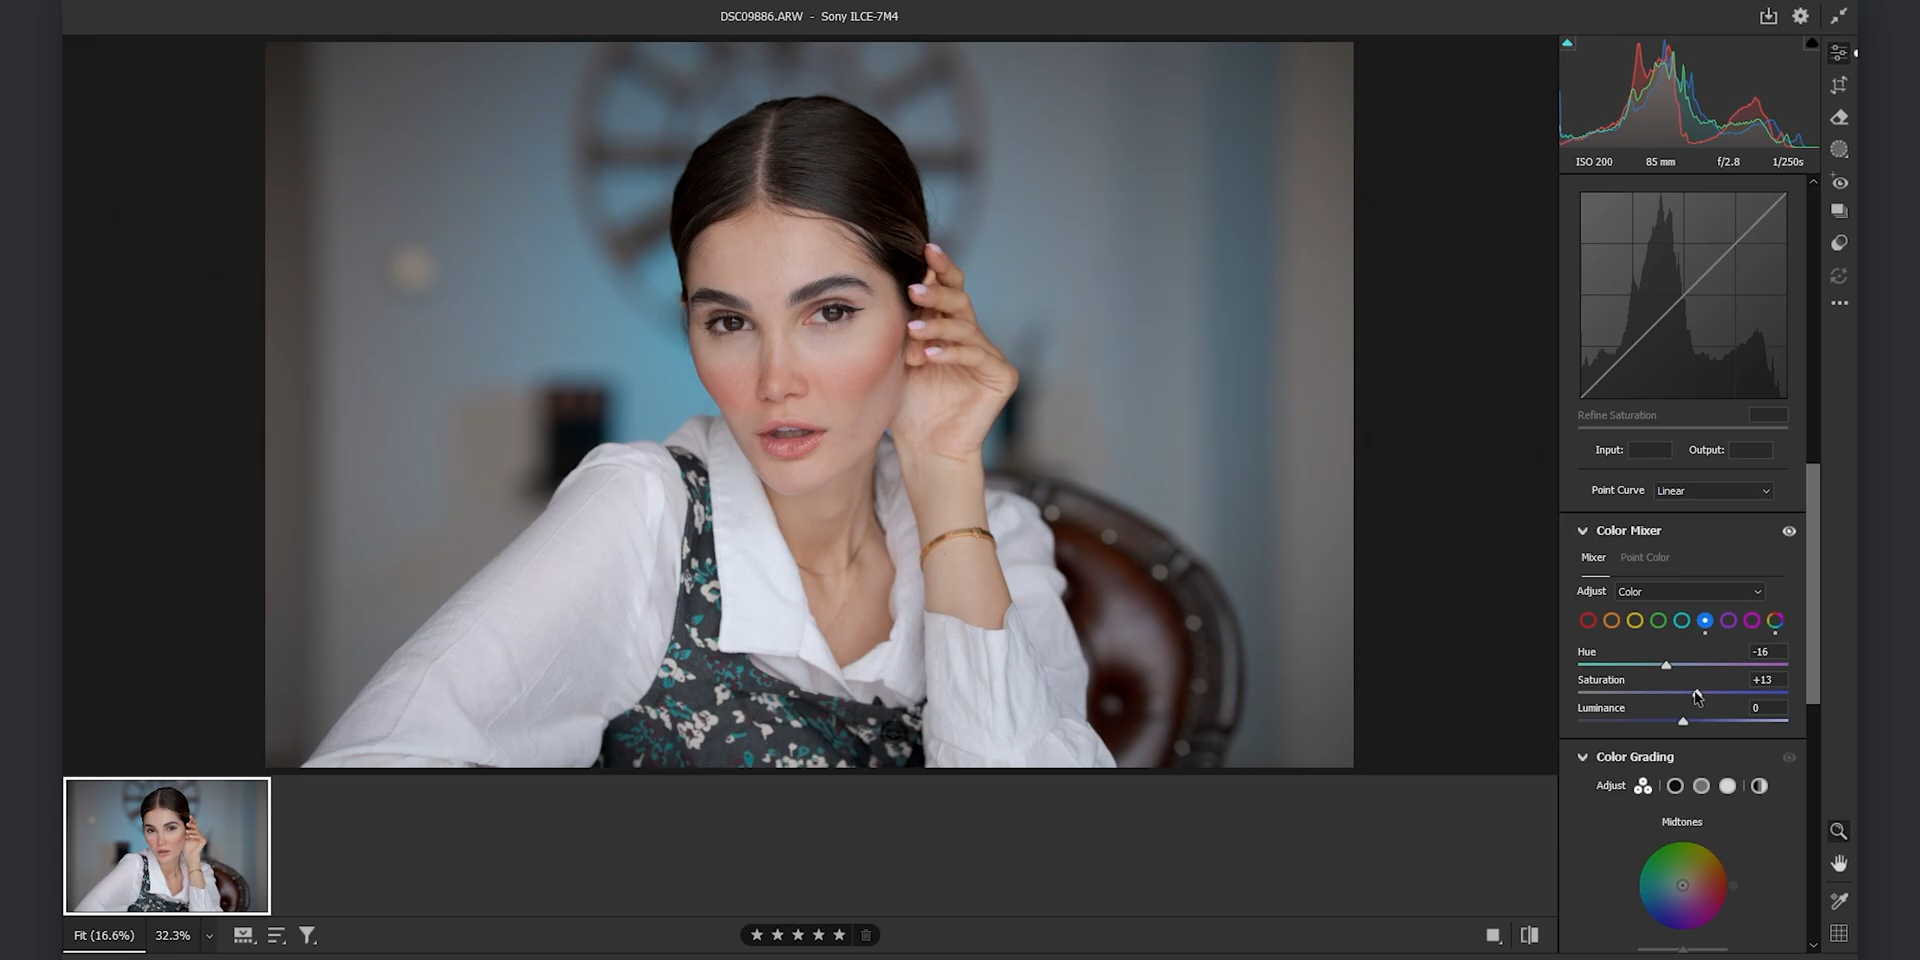 DSC09886.ARW - Sony ILCE-7M4
ISO 200 85 mm f/2.8 1/250s
Refine Saturation
Input: Output:
Point Curve Linear
Color Mixer
Mixer Point Color
Adjust Color
Hue -16
Saturation +13
Luminance 0
Color Grading
Adjust
Midtones
Fit (16.6%) 32.3%